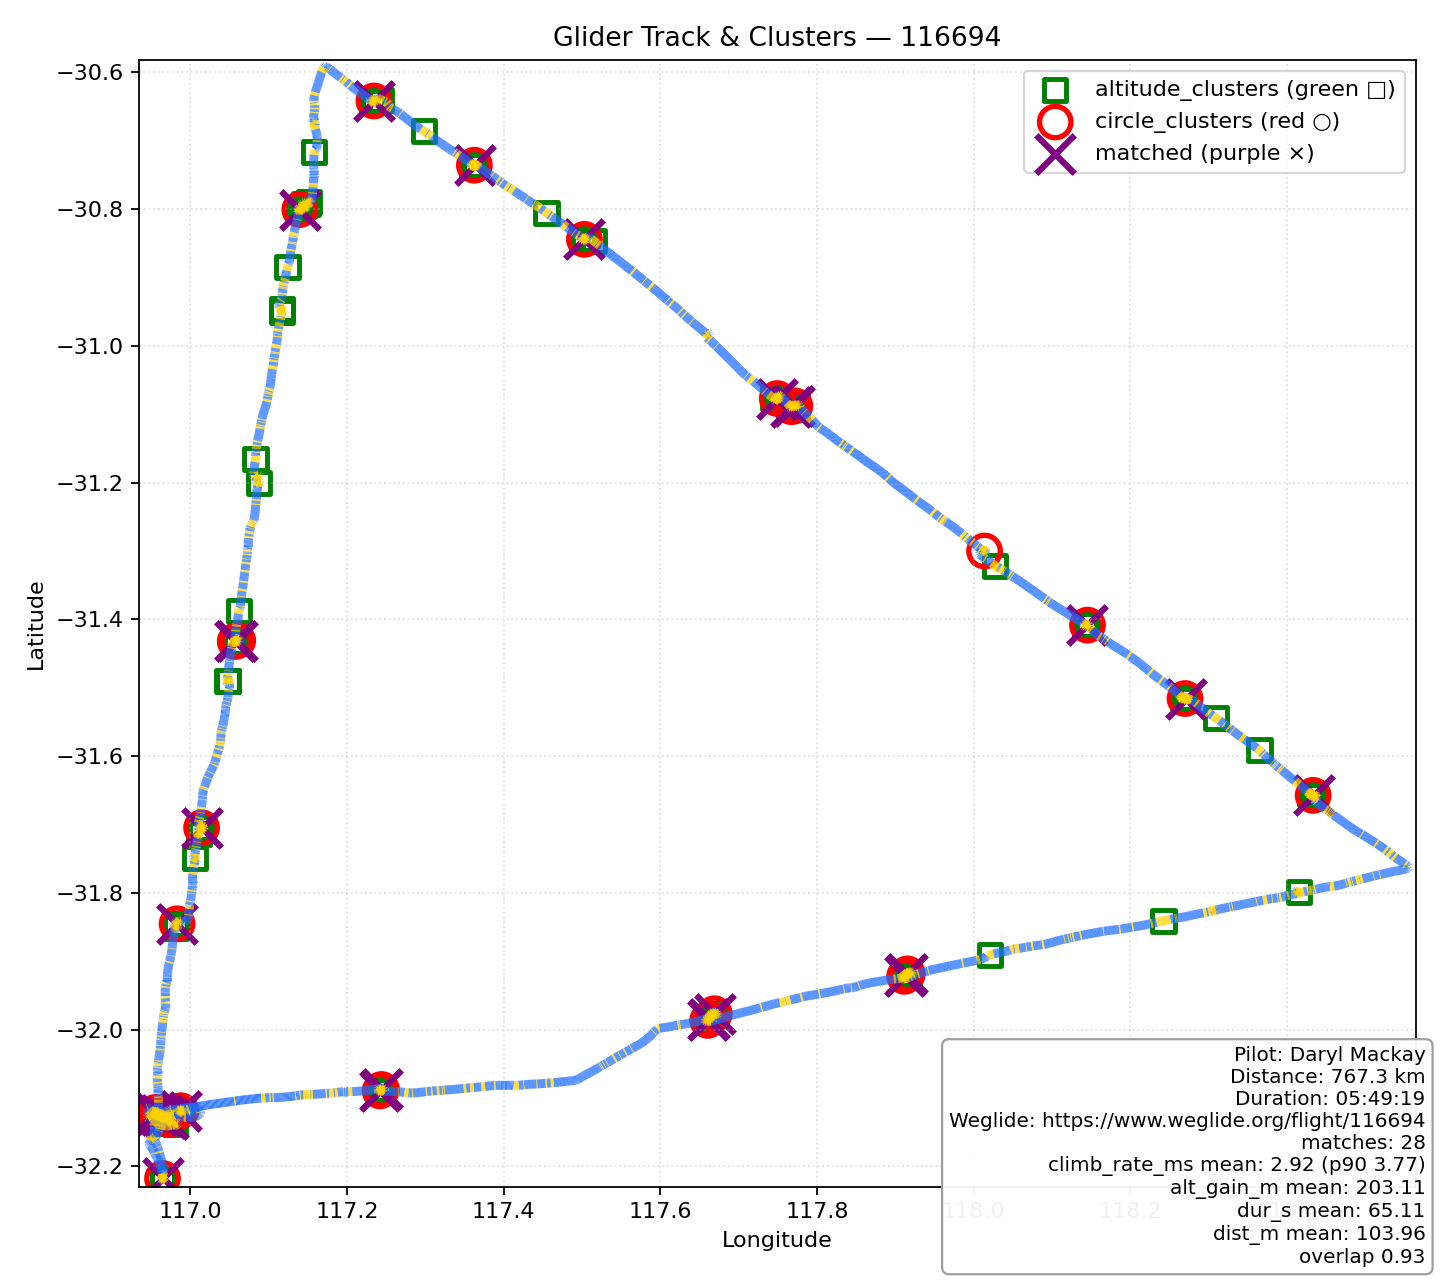 Glider Track & Clusters — 116694
altitude_clusters (green □)
circle_clusters (red ○)
matched (purple ×)
−30.6
−30.8
−31.0
−31.2
−31.4
−31.6
−31.8
−32.0
−32.2
Latitude
117.0
117.2
117.4
117.6
117.8
118.0
118.2
Longitude
Pilot: Daryl Mackay
Distance: 767.3 km
Duration: 05:49:19
Weglide: https://www.weglide.org/flight/116694
matches: 28
climb_rate_ms mean: 2.92 (p90 3.77)
alt_gain_m mean: 203.11
dur_s mean: 65.11
dist_m mean: 103.96
overlap 0.93